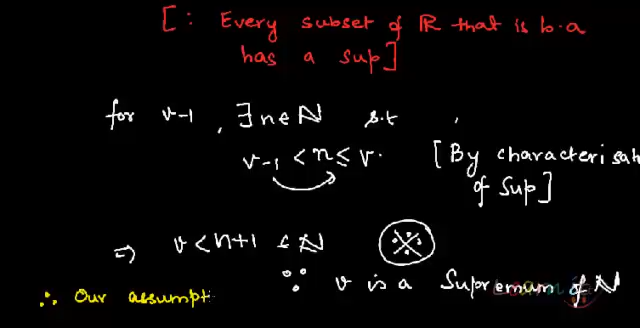 [∵ Every subset of ℝ that is b.a
has a sup]
for v-1, ∃ n ∈ ℕ s.t
v-1 < n ≤ v. [By characterisat
of Sup]
⇒ v < n+1 ∈ ℕ ※
∵ v is a Supremum of ℕ
∴ Our assumpt